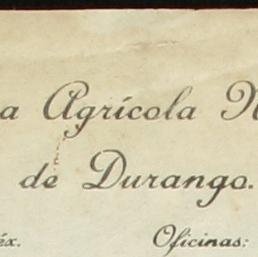 a Agrícola N
de Durango.
éx. Oficinas: